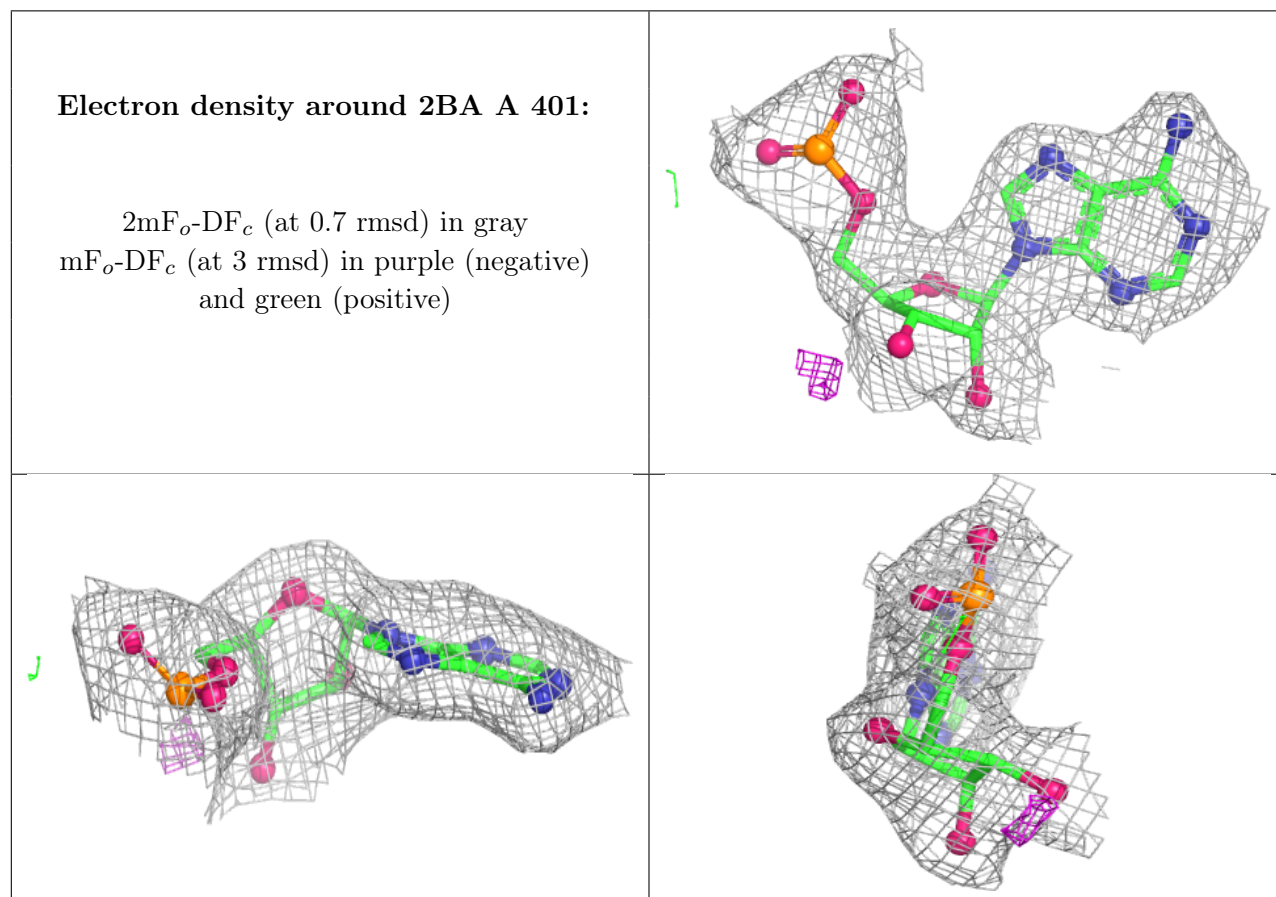 Electron density around 2BA A 401:
2mFo-DFc (at 0.7 rmsd) in gray
mFo-DFc (at 3 rmsd) in purple (negative)
and green (positive)